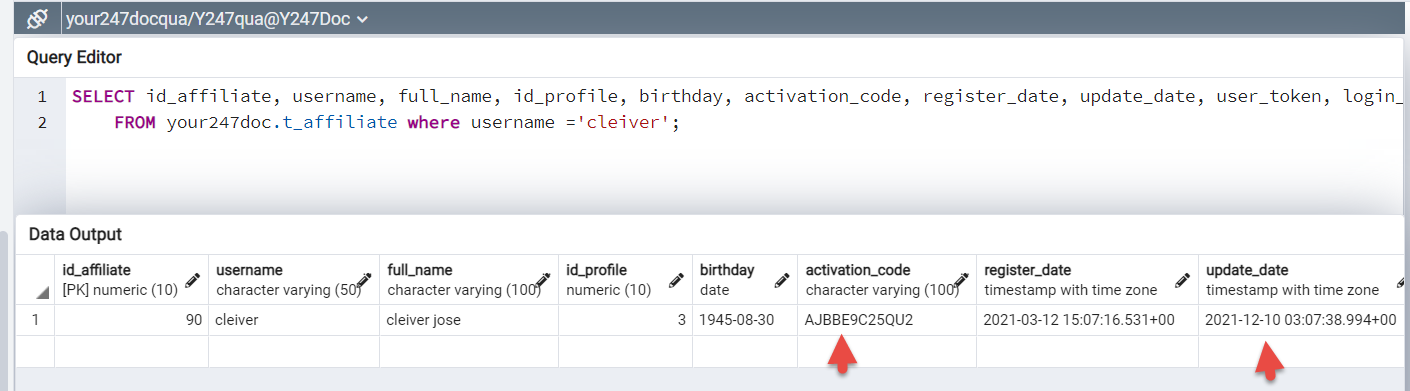 your247docqua/Y247qua@Y247Doc
Query Editor
1 SELECT id_affiliate, username, full_name, id_profile, birthday, activation_code, register_date, update_date, user_token, login_
2 FROM your247doc.t_affiliate where username ='cleiver';
Data Output
id_affiliate username full_name id_profile birthday activation_code register_date update_date
[PK] numeric (10) character varying (50) character varying (100) numeric (10) date character varying (100) timestamp with time zone timestamp with time zone
1 90 cleiver cleiver jose 3 1945-08-30 AJBBE9C25QU2 2021-03-12 15:07:16.531+00 2021-12-10 03:07:38.994+00